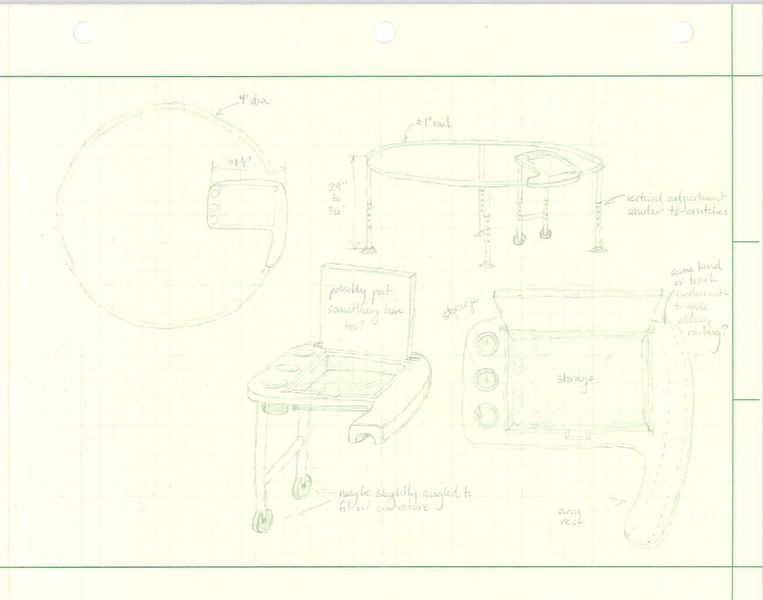 4' dia
≈1½'
≈1" rail
29"
to
36"
vertical adjustment
similar to crutches
some kind
of track
underneath
to glide
along
railing?
possibly put
something here
too?
storage
storage
maybe slightly angled to
fit w/ curvature
arm
rest